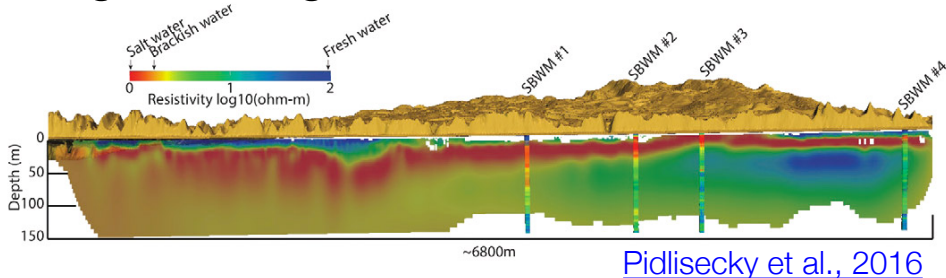 Salt water
Brackish water
Fresh water
0
1
2
Resistivity log10(ohm-m)
SBWM #1
SBWM #2
SBWM #3
SBWM #4
Depth (m)
0
50
100
150
~6800m
Pidlisecky et al., 2016